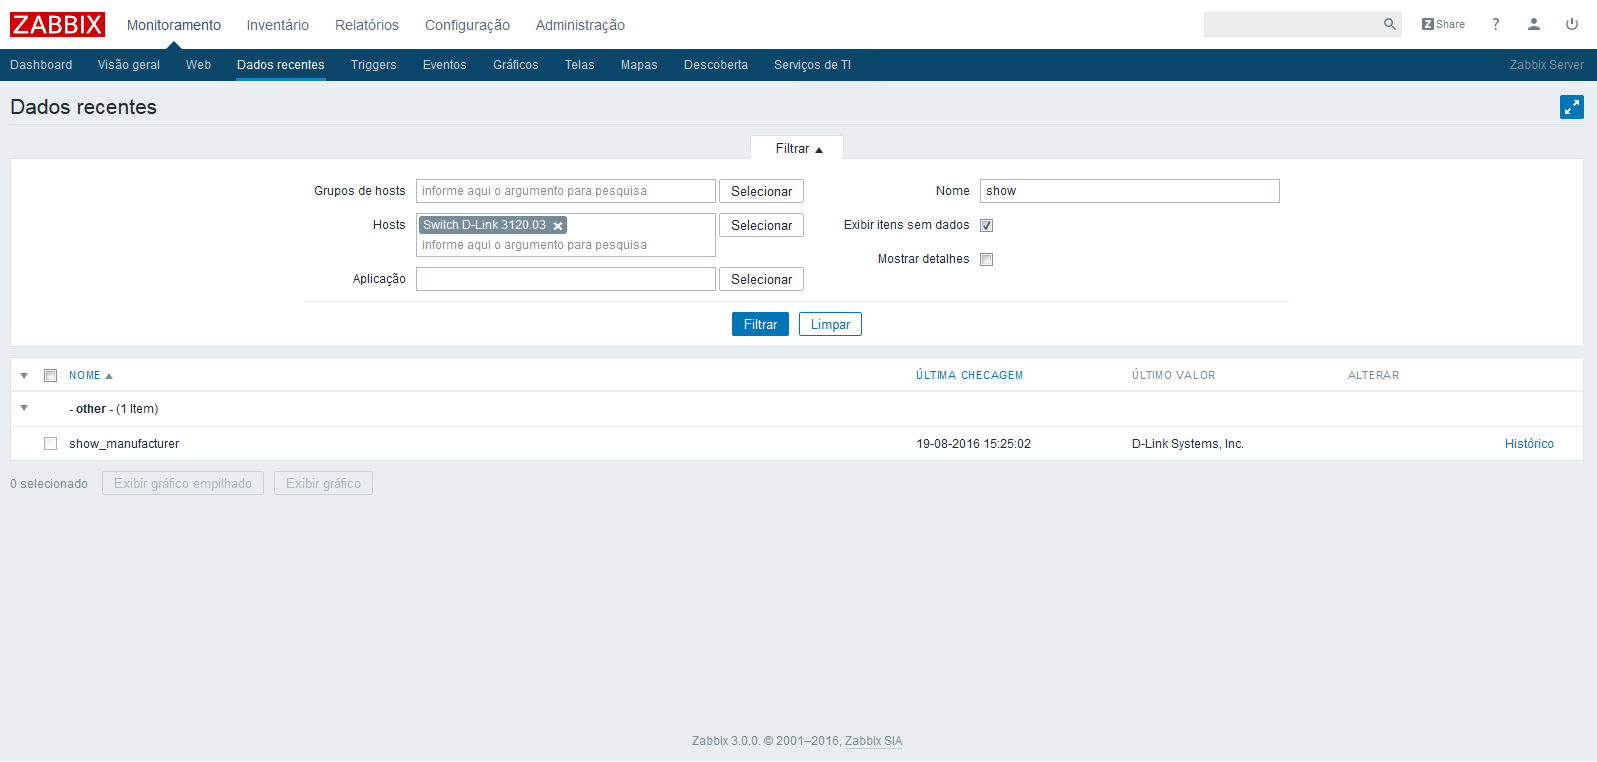 ZABBIX Monitoramento Inventário Relatórios Configuração Administração Z Share ?
Dashboard Visão geral Web Dados recentes Triggers Eventos Gráficos Telas Mapas Descoberta Serviços de TI Zabbix Server
Dados recentes
Filtrar
Grupos de hosts informe aqui o argumento para pesquisa Selecionar Nome show
Hosts Switch D-Link 3120.03 Selecionar Exibir itens sem dados
informe aqui o argumento para pesquisa
Mostrar detalhes
Aplicação Selecionar
Filtrar Limpar
NOME ÚLTIMA CHECAGEM ÚLTIMO VALOR ALTERAR
- other - (1 Item)
show_manufacturer 19-08-2016 15:25:02 D-Link Systems, Inc. Histórico
0 selecionado Exibir gráfico empilhado Exibir gráfico
Zabbix 3.0.0. © 2001–2016, Zabbix SIA